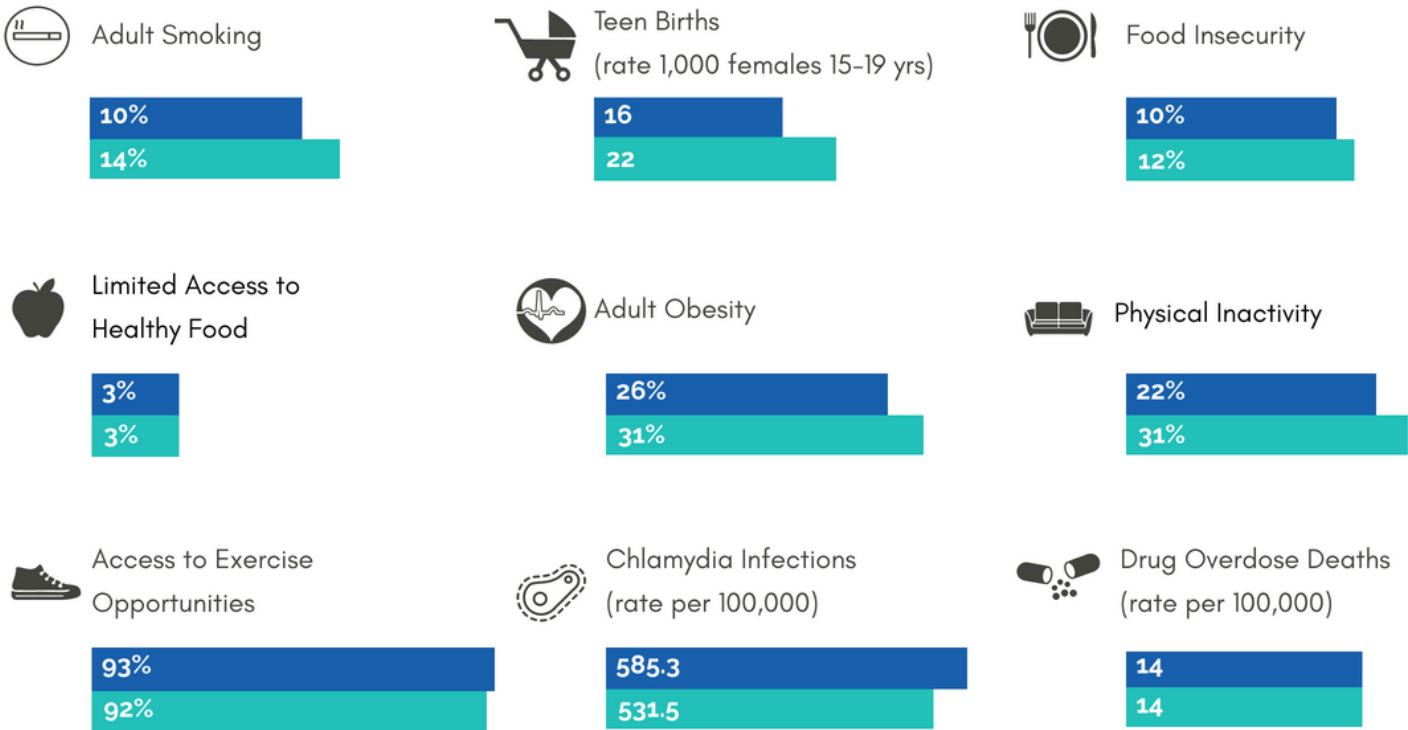 Adult Smoking
10%
14%
Teen Births
(rate 1,000 females 15-19 yrs)
16
22
Food Insecurity
10%
12%
Limited Access to
Healthy Food
3%
3%
Adult Obesity
26%
31%
Physical Inactivity
22%
31%
Access to Exercise
Opportunities
93%
92%
Chlamydia Infections
(rate per 100,000)
585.3
531.5
Drug Overdose Deaths
(rate per 100,000)
14
14